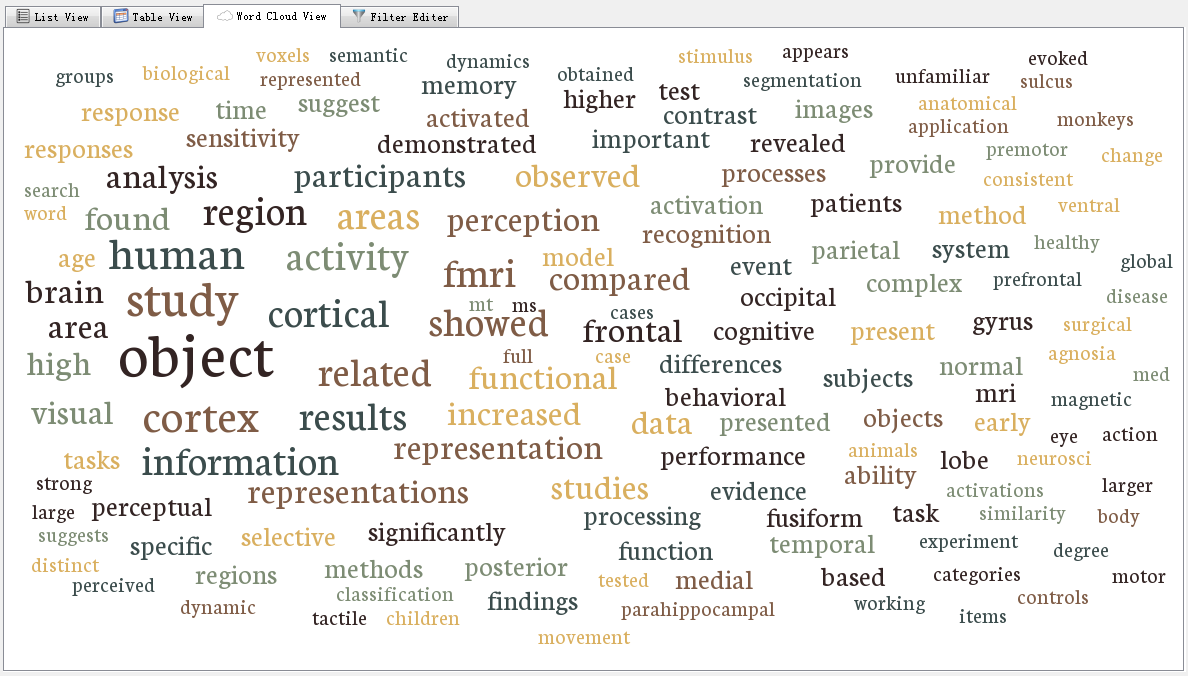 List View Table View Word Cloud View Filter Editer
voxels semantic dynamics stimulus appears evoked
groups biological represented memory obtained segmentation unfamiliar sulcus
response time suggest activated higher test contrast images anatomical
sensitivity demonstrated important revealed application monkeys
responses analysis participants observed processes provide premotor change
search consistent
word found region areas perception activation patients method ventral
recognition
age human activity fmri model compared event parietal system healthy global
brain study cortical mt ms cases occipital complex prefrontal disease
area showed frontal cognitive present gyrus surgical
object full case agnosia
high related functional differences subjects normal med
visual cortex results increased data behavioral presented objects mri early magnetic
representation eye action
tasks information performance animals ability lobe neurosci
strong representations studies evidence activations larger
large perceptual processing fusiform task similarity body
suggests specific selective significantly function temporal experiment degree
distinct perceived regions methods posterior tested medial based categories motor
classification findings parahippocampal working controls
dynamic tactile children items
movement